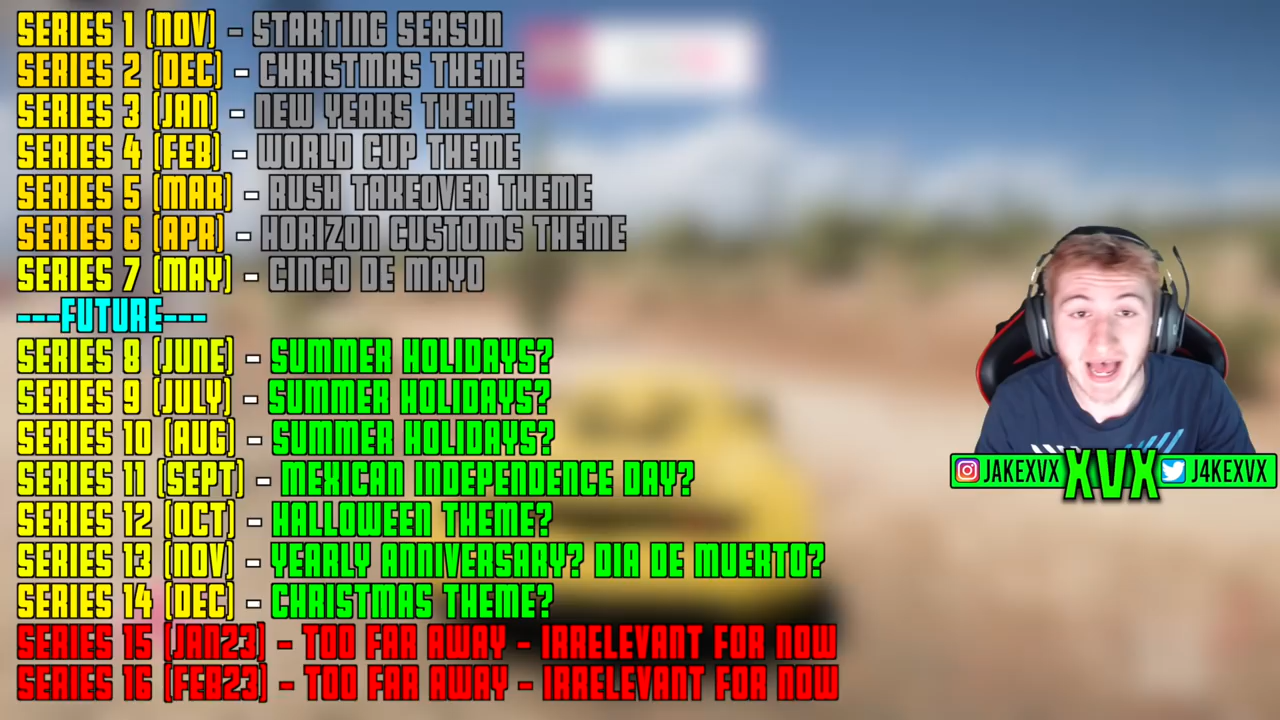 SERIES 1 (NOV) - STARTING SEASON
SERIES 2 (DEC) - CHRISTMAS THEME
SERIES 3 (JAN) - NEW YEARS THEME
SERIES 4 (FEB) - WORLD CUP THEME
SERIES 5 (MAR) - RUSH TAKEOVER THEME
SERIES 6 (APR) - HORIZON CUSTOMS THEME
SERIES 7 (MAY) - CINCO DE MAYO
---FUTURE---
SERIES 8 (JUNE) - SUMMER HOLIDAYS?
SERIES 9 (JULY) - SUMMER HOLIDAYS?
SERIES 10 (AUG) - SUMMER HOLIDAYS?
SERIES 11 (SEPT) - MEXICAN INDEPENDENCE DAY?
SERIES 12 (OCT) - HALLOWEEN THEME?
SERIES 13 (NOV) - YEARLY ANNIVERSARY? DIA DE MUERTO?
SERIES 14 (DEC) - CHRISTMAS THEME?
SERIES 15 (JAN23) - TOO FAR AWAY - IRRELEVANT FOR NOW
SERIES 16 (FEB23) - TOO FAR AWAY - IRRELEVANT FOR NOW
JAKEXVX XVX J4KEXVX